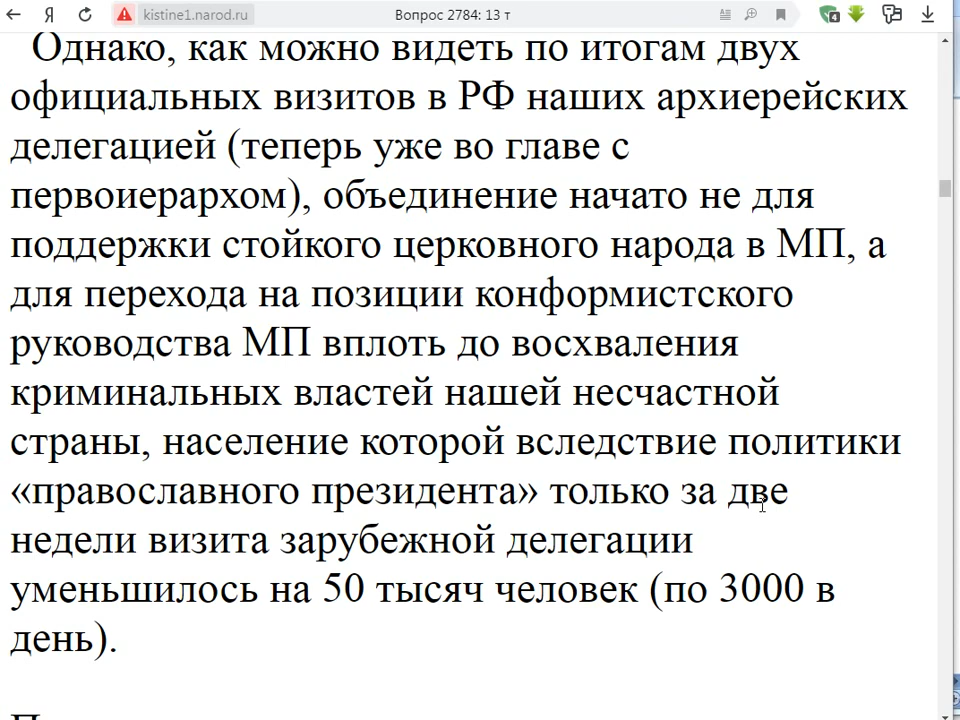 kistine1.narod.ru
Вопрос 2784: 13 т
4
Однако, как можно видеть по итогам двух
официальных визитов в РФ наших архиерейских
делегацией (теперь уже во главе с
первоиерархом), объединение начато не для
поддержки стойкого церковного народа в МП, а
для перехода на позиции конформистского
руководства МП вплоть до восхваления
криминальных властей нашей несчастной
страны, население которой вследствие политики
«православного президента» только за две
недели визита зарубежной делегации
уменьшилось на 50 тысяч человек (по 3000 в
день).